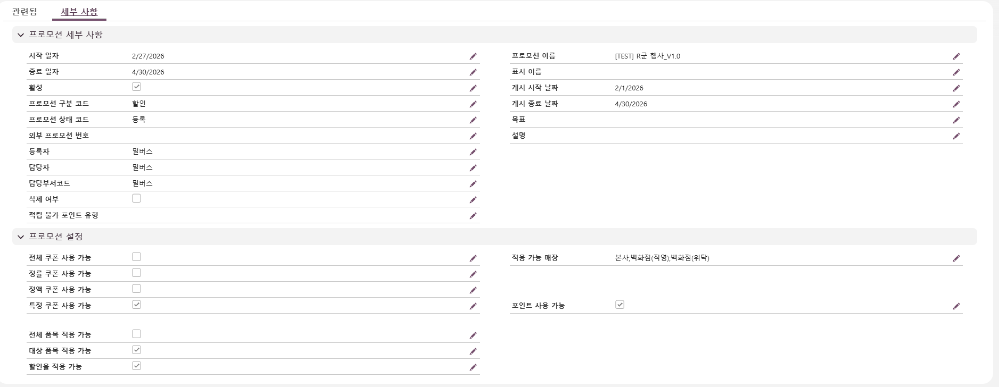 관련됨 세부 사항
프로모션 세부 사항
시작 일자 2/27/2026 프로모션 이름 [TEST] R군 행사_V1.0
종료 일자 4/30/2026 표시 이름
활성 게시 시작 날짜 2/1/2026
프로모션 구분 코드 할인 게시 종료 날짜 4/30/2026
프로모션 상태 코드 등록 목표
외부 프로모션 번호 설명
등록자 밀버스
담당자 밀버스
담당부서코드 밀버스
삭제 여부
적립 불가 포인트 유형
프로모션 설정
전체 쿠폰 사용 가능 적용 가능 매장 본사;백화점(직영);백화점(위탁)
정률 쿠폰 사용 가능
정액 쿠폰 사용 가능
특정 쿠폰 사용 가능 포인트 사용 가능
전체 품목 적용 가능
대상 품목 적용 가능
할인율 적용 가능